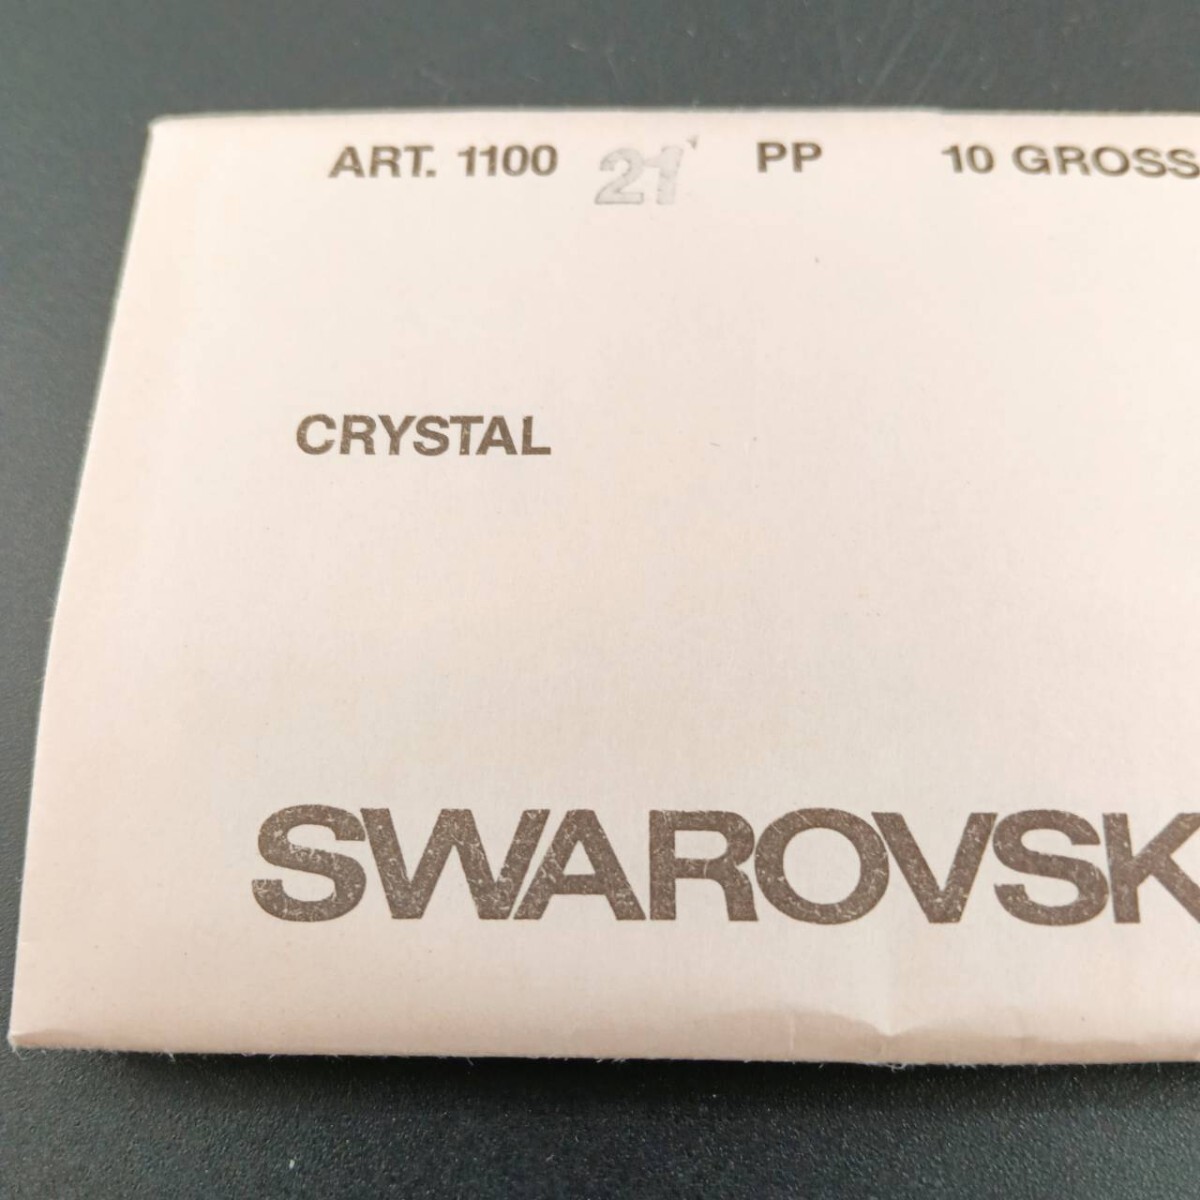 ART. 1100 21 PP 10 GROSS
CRYSTAL
SWAROVSK